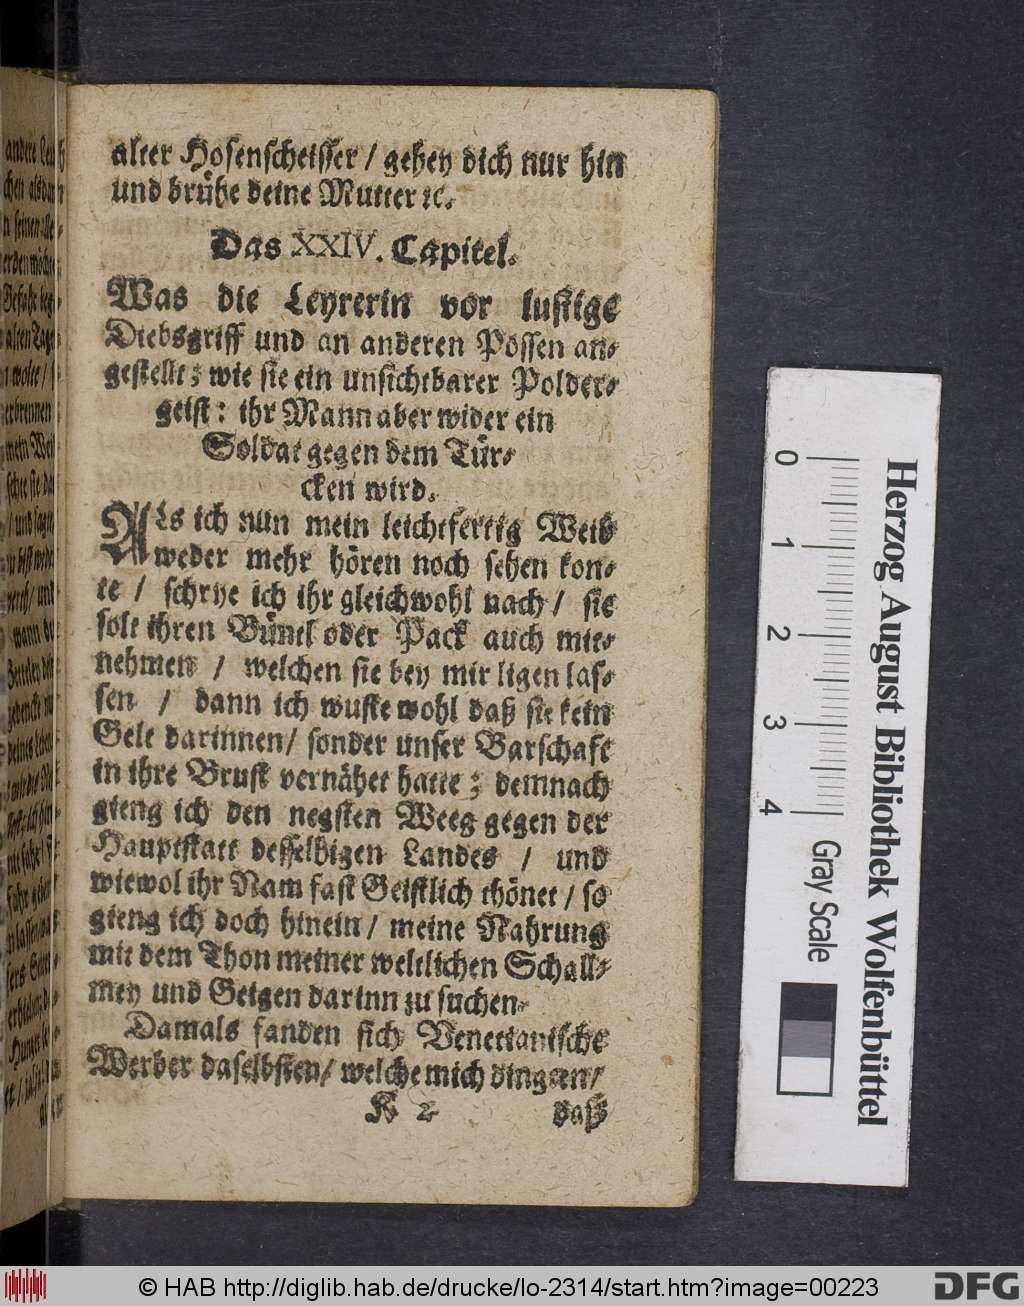 alter Hosenscheisser / gehey dich nur hin
und brühe deine Mutter ꝛc.
Das XXIV. Capitel.
Was die Leyrerin vor lustige
Diebsgriff und an anderen Possen an-
gestellt; wie sie ein unsichtbarer Polder-
geist: ihr Mann aber wider ein
Soldat gegen dem Tür-
cken wird.
Als ich nun mein leichtfertig Weib
weder mehr hören noch sehen kon-
te / schrye ich ihr gleichwohl nach / sie
solt ihren Büntl oder Pack auch mit-
nehmen / welchen sie bey mir ligen las-
sen / dann ich wuste wohl daß sie kein
Gelt darinnen / sonder unser Barschafft
in ihre Brust vernähet hatte; demnach
gieng ich den negsten Weeg gegen der
Hauptstatt desselbigen Landes / und
wiewol ihr Nam fast Geistlich thönet / so
gieng ich doch hinein / meine Nahrung
mit dem Thon meiner weltlichen Schall-
mey und Geigen darinn zu suchen.
Damals fanden sich Venetianische
Werber daselbsten / welche mich dingten /
K 2 daß
0 1 2 3 4
Gray Scale
Herzog August Bibliothek Wolfenbüttel
© HAB http://diglib.hab.de/drucke/lo-2314/start.htm?image=00223
DFG